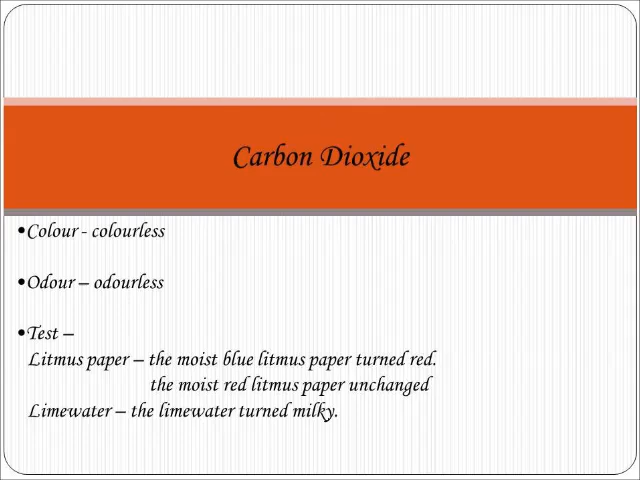 Carbon Dioxide
•Colour - colourless
•Odour – odourless
•Test –
Litmus paper – the moist blue litmus paper turned red.
the moist red litmus paper unchanged
Limewater – the limewater turned milky.